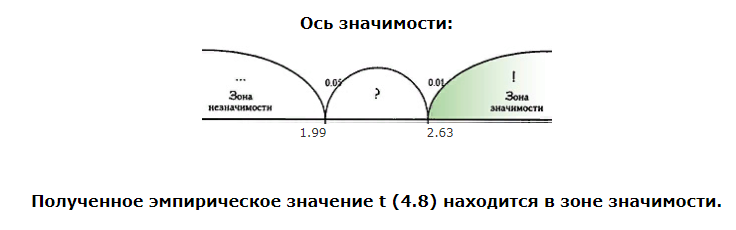 Ось значимости:
... 0.05 ? 0.01 !
Зона незначимости
Зона значимости
1.99 2.63
Полученное эмпирическое значение t (4.8) находится в зоне значимости.